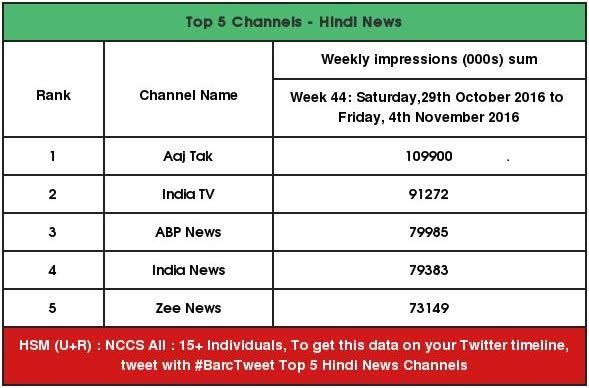 Top 5 Channels - Hindi News
Rank
Channel Name
Weekly impressions (000s) sum
Week 44: Saturday,29th October 2016 to
Friday, 4th November 2016
1 Aaj Tak 109900 .
2 India TV 91272
3 ABP News 79985
4 India News 79383
5 Zee News 73149
HSM (U+R) : NCCS All : 15+ Individuals, To get this data on your Twitter timeline,
tweet with #BarcTweet Top 5 Hindi News Channels